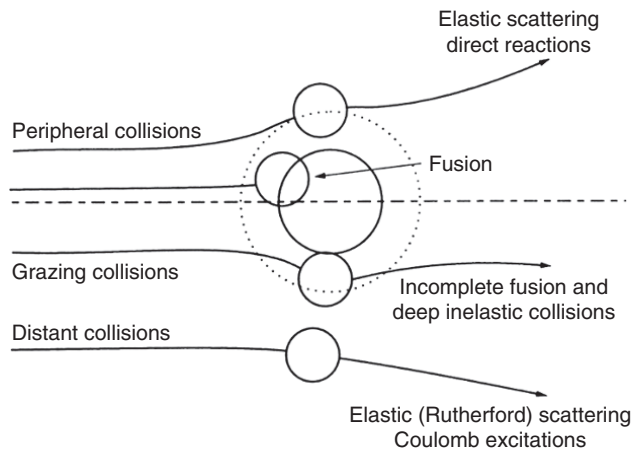 Elastic scattering
direct reactions
Peripheral collisions
Fusion
Grazing collisions
Incomplete fusion and
deep inelastic collisions
Distant collisions
Elastic (Rutherford) scattering
Coulomb excitations